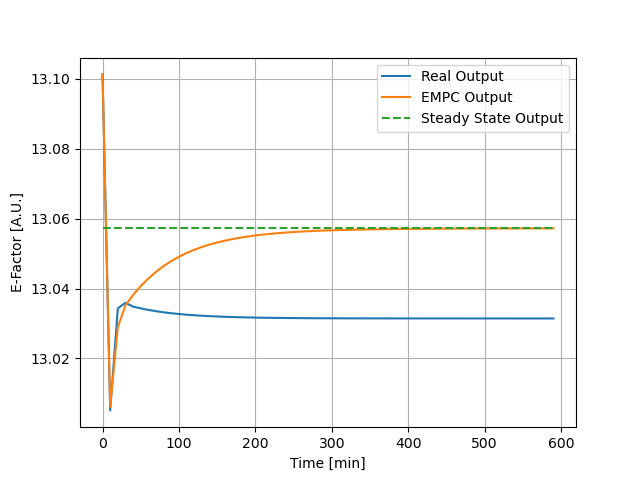 Real Output
EMPC Output
Steady State Output
E-Factor [A.U.]
13.10
13.08
13.06
13.04
13.02
0 100 200 300 400 500 600
Time [min]